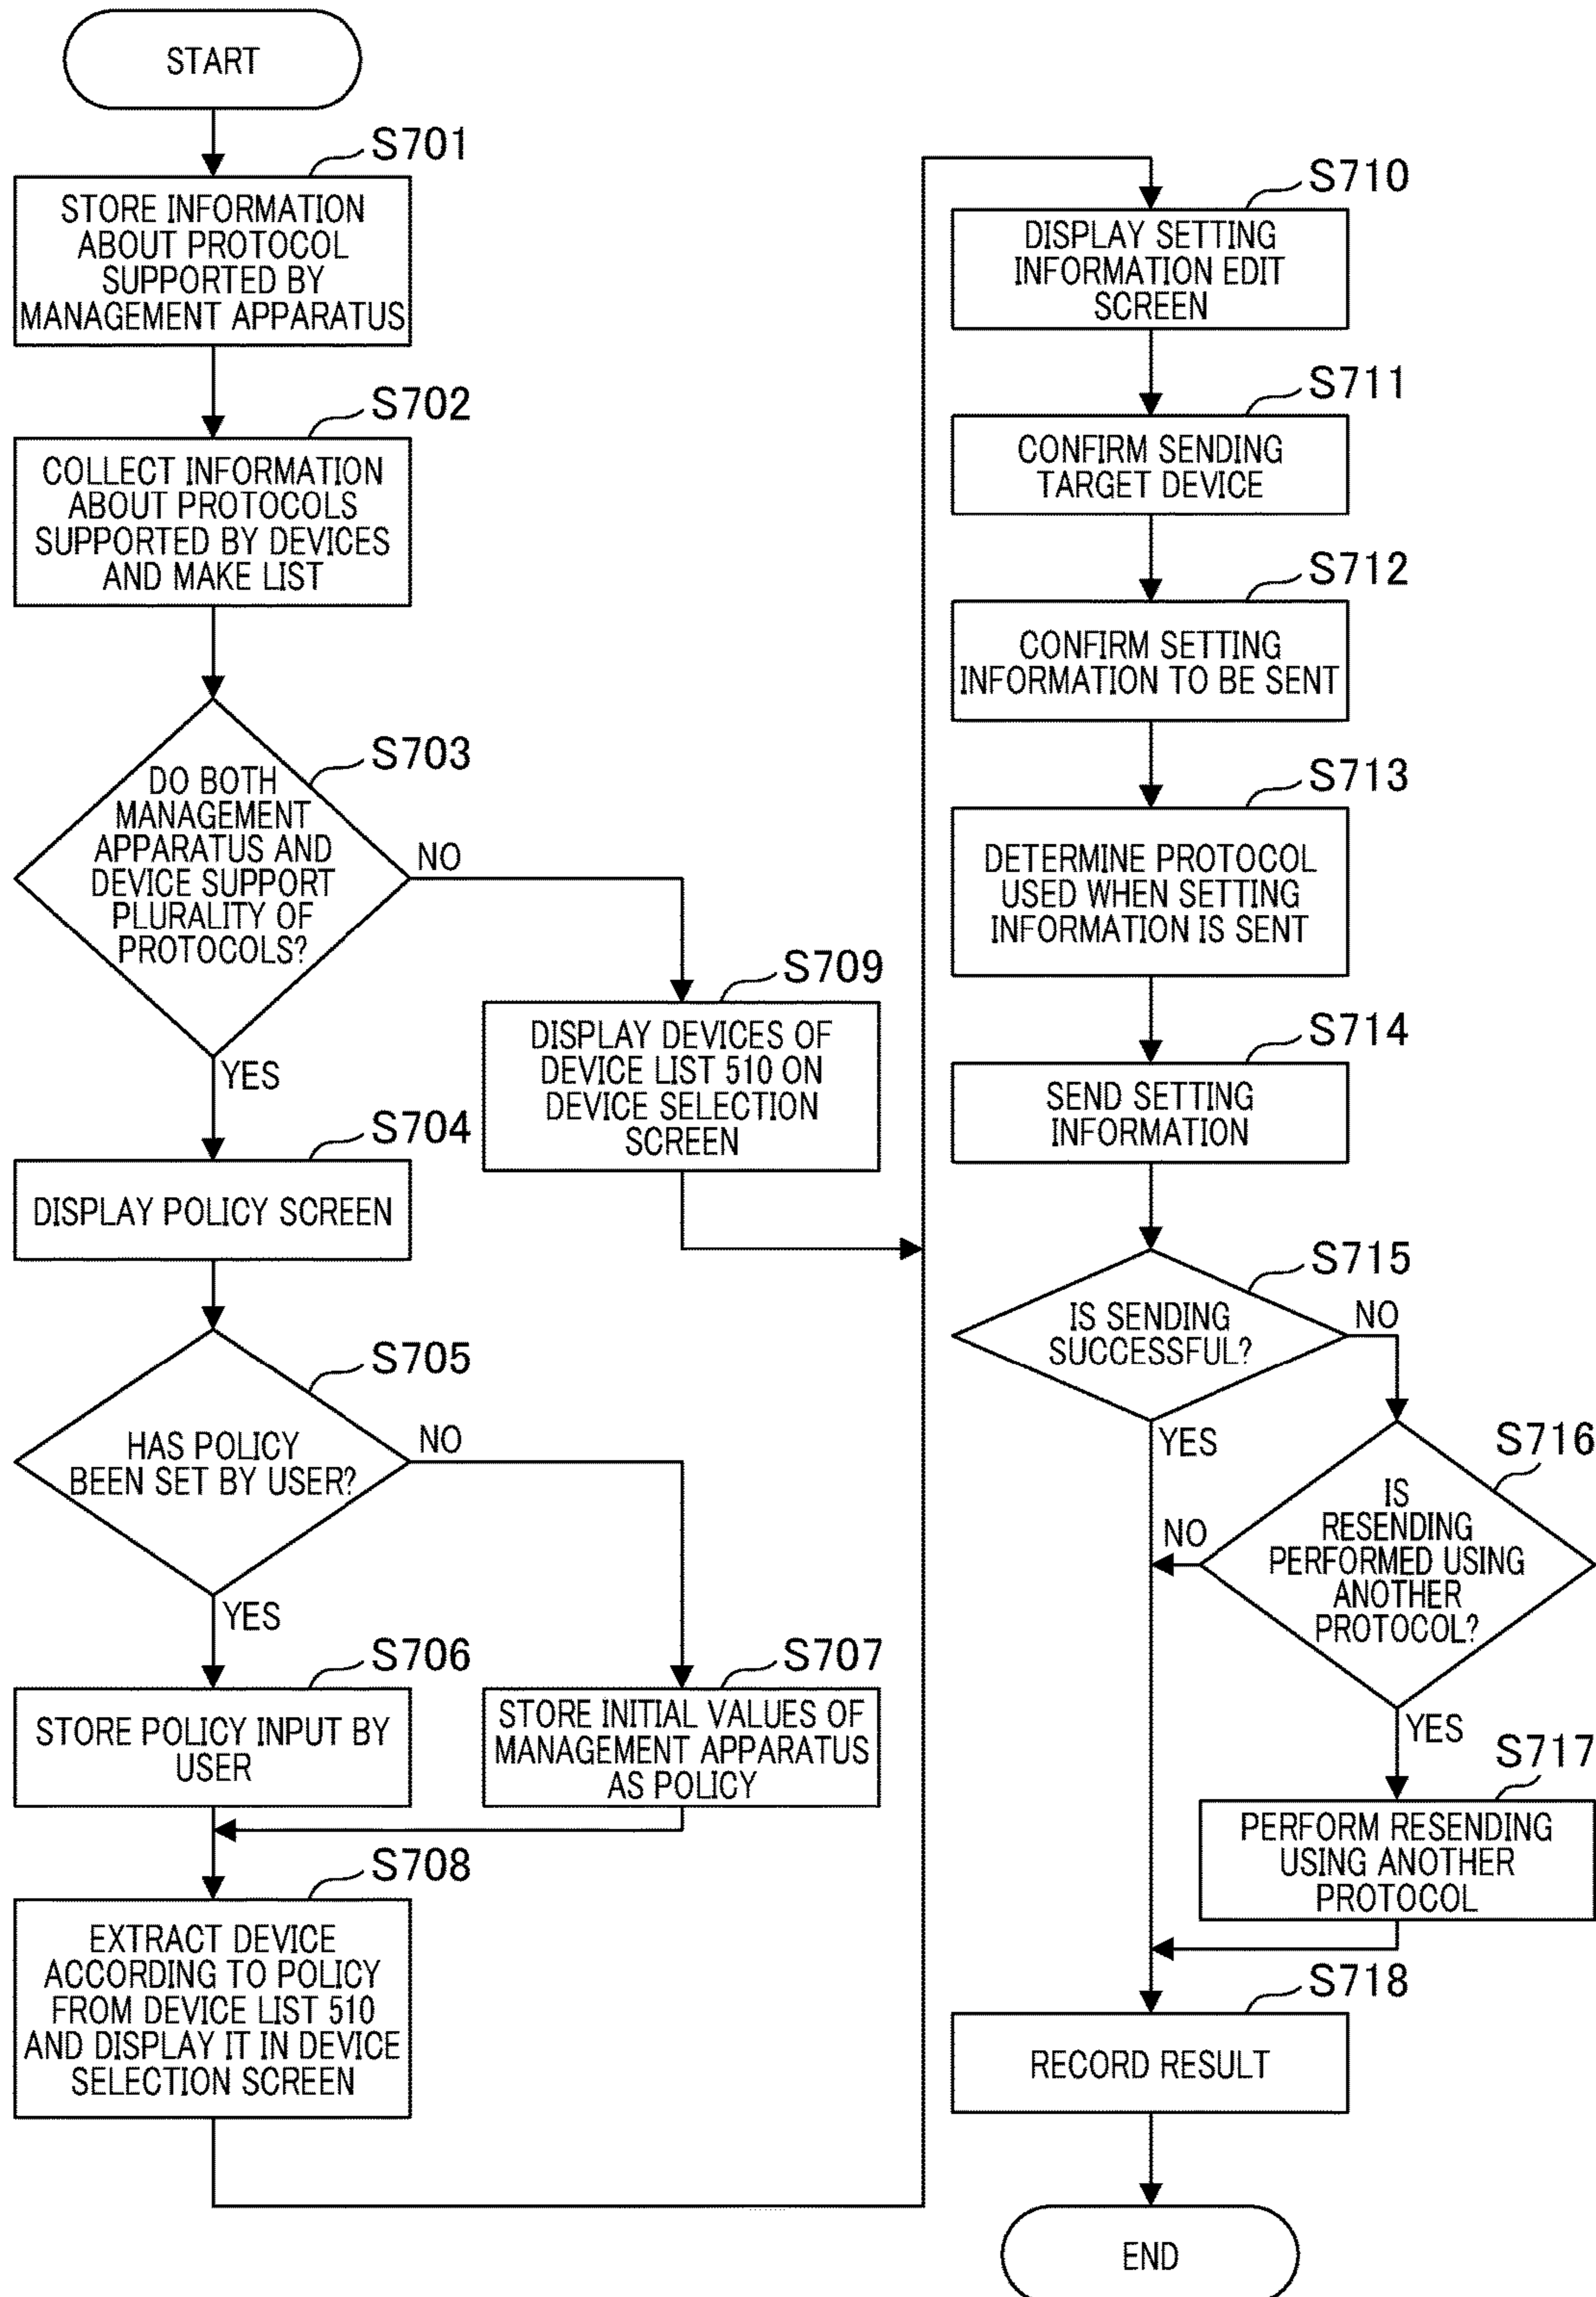 START
S701
STORE INFORMATION
ABOUT PROTOCOL
SUPPORTED BY
MANAGEMENT APPARATUS
S702
COLLECT INFORMATION
ABOUT PROTOCOLS
SUPPORTED BY DEVICES
AND MAKE LIST
S703
DO BOTH
MANAGEMENT
APPARATUS AND
DEVICE SUPPORT
PLURALITY OF
PROTOCOLS?
NO
YES
S709
DISPLAY DEVICES OF
DEVICE LIST 510 ON
DEVICE SELECTION
SCREEN
S704
DISPLAY POLICY SCREEN
S705
HAS POLICY
BEEN SET BY USER?
NO
YES
S706
STORE POLICY INPUT BY
USER
S707
STORE INITIAL VALUES OF
MANAGEMENT APPARATUS
AS POLICY
S708
EXTRACT DEVICE
ACCORDING TO POLICY
FROM DEVICE LIST 510
AND DISPLAY IT IN DEVICE
SELECTION SCREEN
S710
DISPLAY SETTING
INFORMATION EDIT
SCREEN
S711
CONFIRM SENDING
TARGET DEVICE
S712
CONFIRM SETTING
INFORMATION TO BE SENT
S713
DETERMINE PROTOCOL
USED WHEN SETTING
INFORMATION IS SENT
S714
SEND SETTING
INFORMATION
S715
IS SENDING
SUCCESSFUL?
NO
YES
S716
IS
RESENDING
PERFORMED USING
ANOTHER
PROTOCOL?
NO
YES
S717
PERFORM RESENDING
USING ANOTHER
PROTOCOL
S718
RECORD RESULT
END